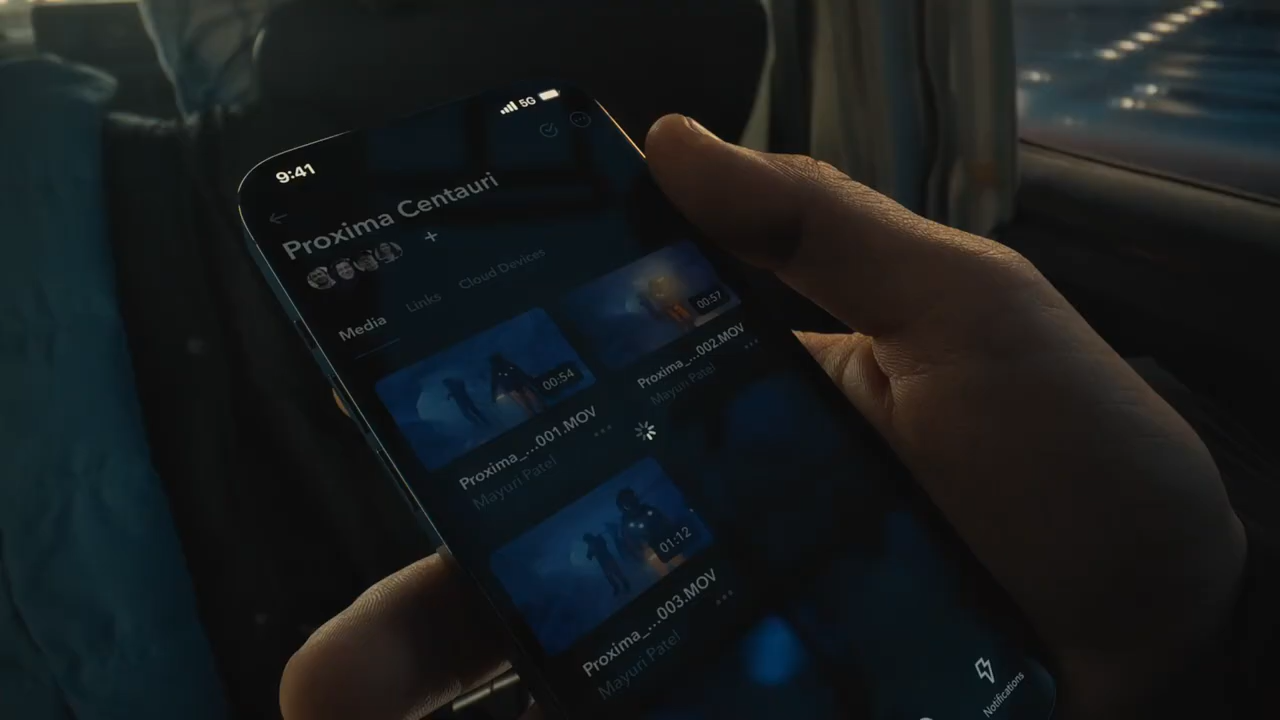 5G
9:41
Proxima Centauri
+
Media Links Cloud Devices
00:54
00:57
Proxima_...001.MOV
Mayuri Patel
Proxima_...002.MOV
Mayuri Patel
01:12
Proxima_...003.MOV
Mayuri Patel
Notifications